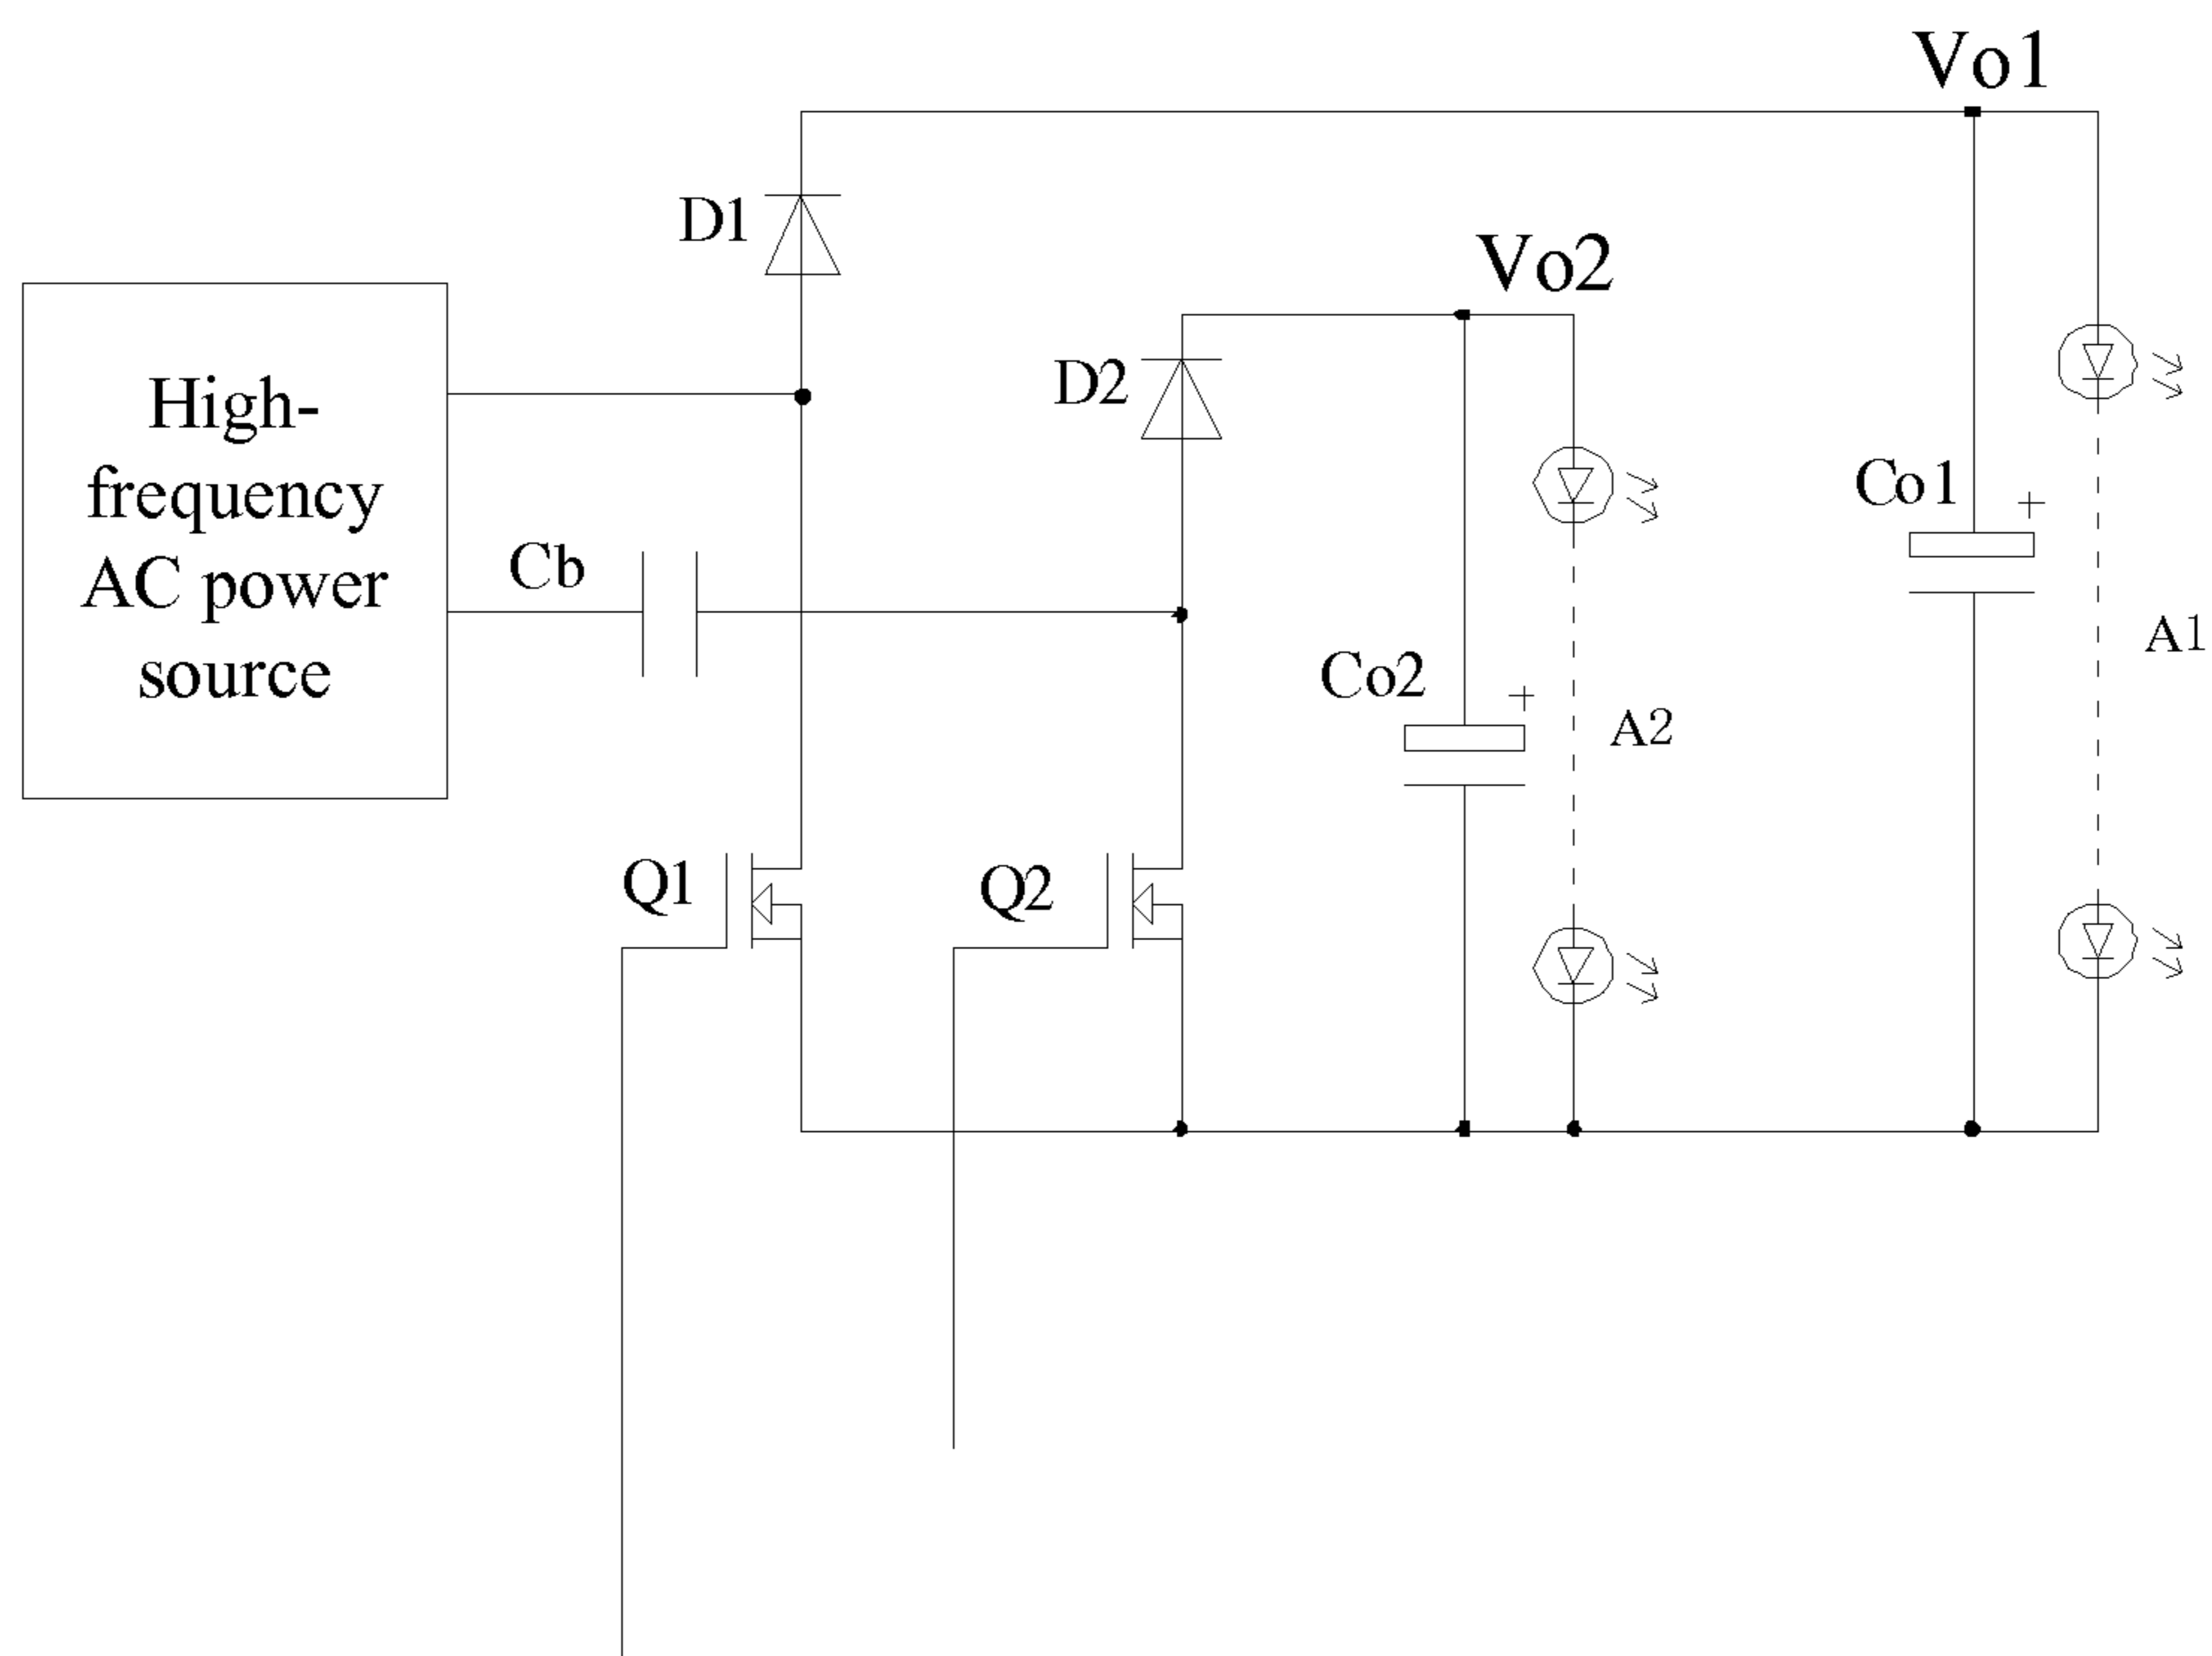 Vo1
D1
Vo2
D2
High-
frequency
AC power
source
Cb
Co1
+
A1
Co2
+
A2
Q1
Q2